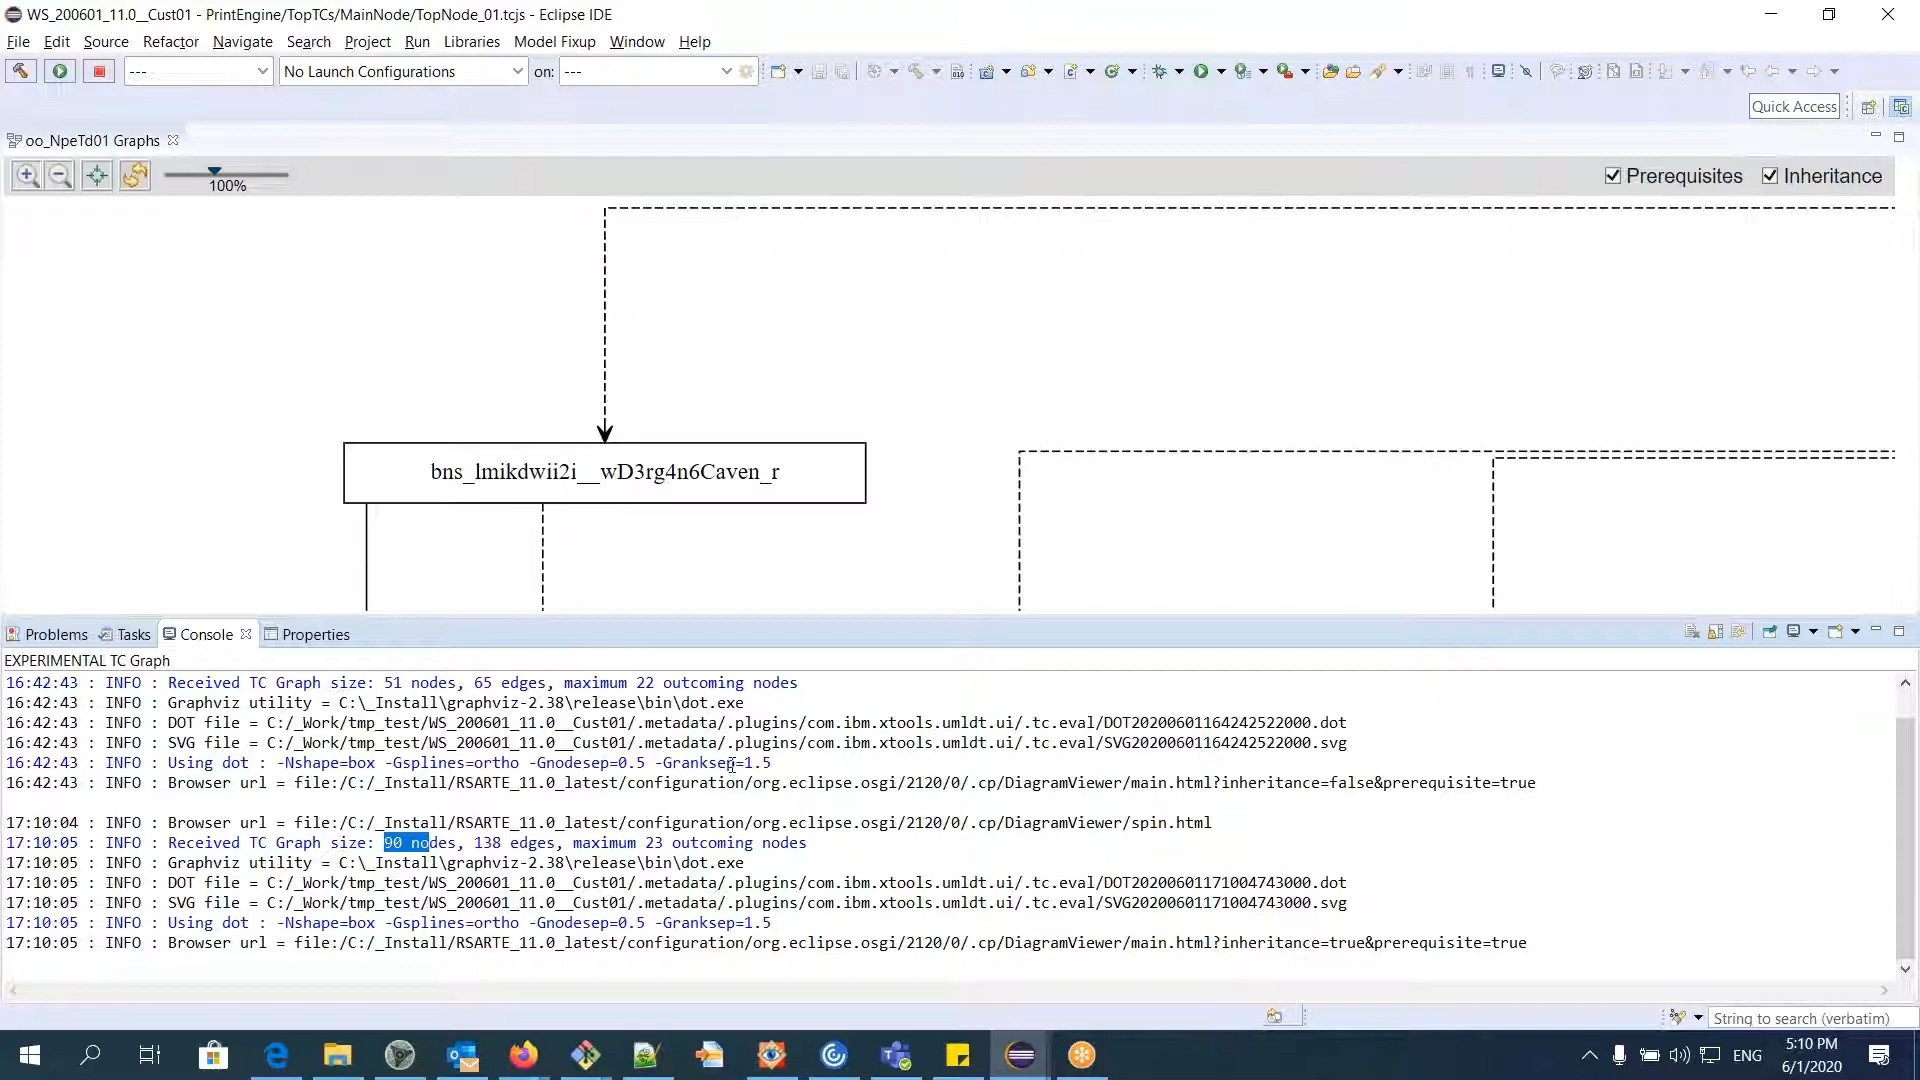 WS_200601_11.0__Cust01 - PrintEngine/TopTCs/MainNode/TopNode_01.tcjs - Eclipse IDE
File Edit Source Refactor Navigate Search Project Run Libraries Model Fixup Window Help
--- No Launch Configurations on: ---
Quick Access
oo_NpeTd01 Graphs
100% Prerequisites Inheritance
bns_lmikdwii2i__wD3rg4n6Caven_r
Problems Tasks Console Properties
EXPERIMENTAL TC Graph
16:42:43 : INFO : Received TC Graph size: 51 nodes, 65 edges, maximum 22 outcoming nodes
16:42:43 : INFO : Graphviz utility = C:\_Install\graphviz-2.38\release\bin\dot.exe
16:42:43 : INFO : DOT file = C:/_Work/tmp_test/WS_200601_11.0__Cust01/.metadata/.plugins/com.ibm.xtools.umldt.ui/.tc.eval/DOT20200601164242522000.dot
16:42:43 : INFO : SVG file = C:/_Work/tmp_test/WS_200601_11.0__Cust01/.metadata/.plugins/com.ibm.xtools.umldt.ui/.tc.eval/SVG20200601164242522000.svg
16:42:43 : INFO : Using dot : -Nshape=box -Gsplines=ortho -Gnodesep=0.5 -Granksep=1.5
16:42:43 : INFO : Browser url = file:/C:/_Install/RSARTE_11.0_latest/configuration/org.eclipse.osgi/2120/0/.cp/DiagramViewer/main.html?inheritance=false&prerequisite=true
17:10:04 : INFO : Browser url = file:/C:/_Install/RSARTE_11.0_latest/configuration/org.eclipse.osgi/2120/0/.cp/DiagramViewer/spin.html
17:10:05 : INFO : Received TC Graph size: 90 nodes, 138 edges, maximum 23 outcoming nodes
17:10:05 : INFO : Graphviz utility = C:\_Install\graphviz-2.38\release\bin\dot.exe
17:10:05 : INFO : DOT file = C:/_Work/tmp_test/WS_200601_11.0__Cust01/.metadata/.plugins/com.ibm.xtools.umldt.ui/.tc.eval/DOT20200601171004743000.dot
17:10:05 : INFO : SVG file = C:/_Work/tmp_test/WS_200601_11.0__Cust01/.metadata/.plugins/com.ibm.xtools.umldt.ui/.tc.eval/SVG20200601171004743000.svg
17:10:05 : INFO : Using dot : -Nshape=box -Gsplines=ortho -Gnodesep=0.5 -Granksep=1.5
17:10:05 : INFO : Browser url = file:/C:/_Install/RSARTE_11.0_latest/configuration/org.eclipse.osgi/2120/0/.cp/DiagramViewer/main.html?inheritance=true&prerequisite=true
String to search (verbatim)
ENG
5:10 PM
6/1/2020